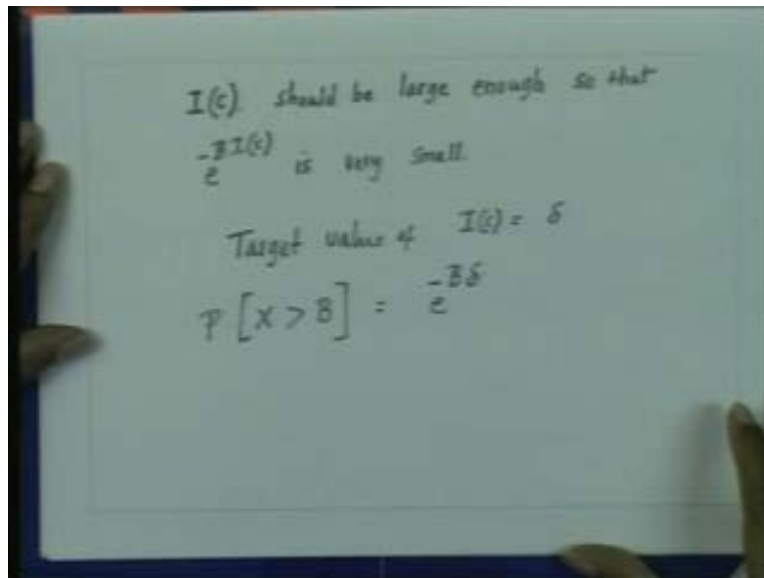 I(c) should be large enough so that
e^{-BI(c)} is very small.
Target value of I(c) = δ
P[X > B] = e^{-Bδ}